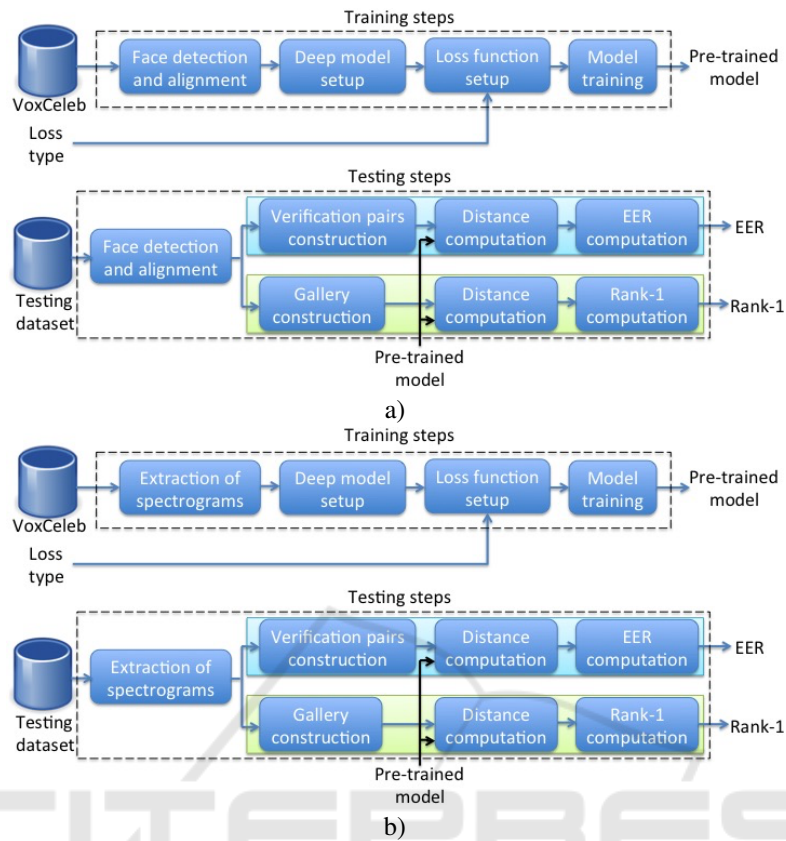 Training steps
VoxCeleb
Face detection
and alignment
Deep model
setup
Loss function
setup
Model
training
Pre-trained
model
Loss
type
Testing steps
Testing
dataset
Face detection
and alignment
Verification pairs
construction
Distance
computation
EER
computation
EER
Gallery
construction
Distance
computation
Rank-1
computation
Rank-1
Pre-trained
model
a)
Training steps
VoxCeleb
Extraction of
spectrograms
Deep model
setup
Loss function
setup
Model
training
Pre-trained
model
Loss
type
Testing steps
Testing
dataset
Extraction of
spectrograms
Verification pairs
construction
Distance
computation
EER
computation
EER
Gallery
construction
Distance
computation
Rank-1
computation
Rank-1
Pre-trained
model
b)